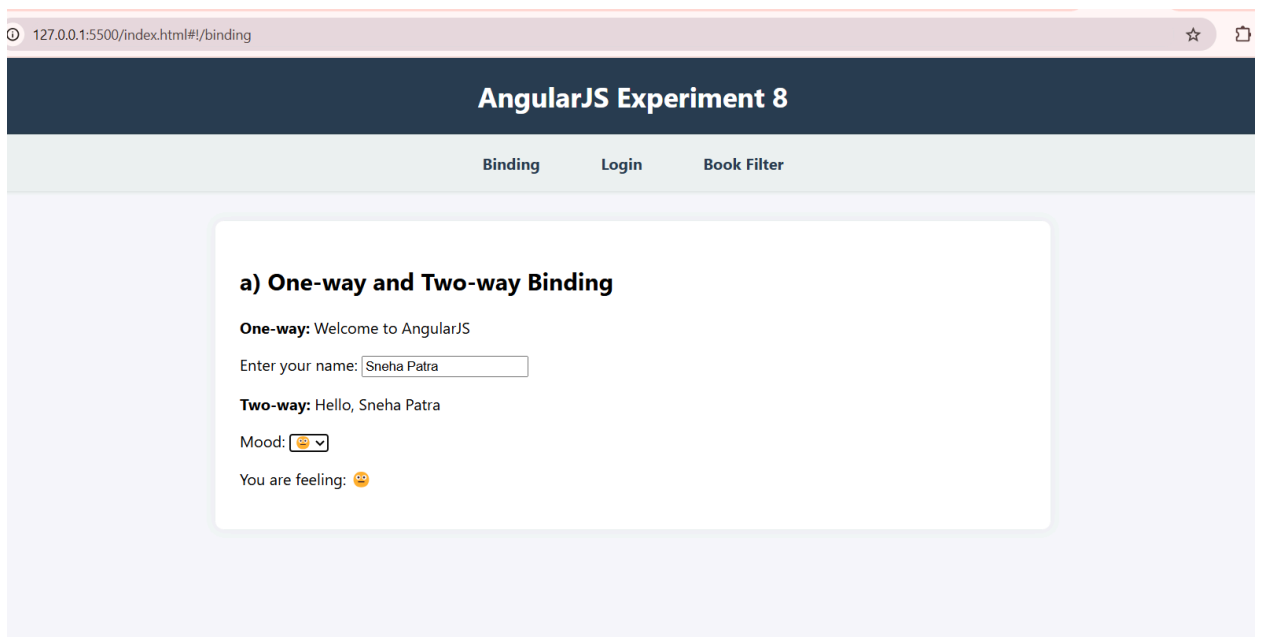 127.0.0.1:5500/index.html#!/binding
AngularJS Experiment 8
Binding Login Book Filter
a) One-way and Two-way Binding
One-way: Welcome to AngularJS
Enter your name: Sneha Patra
Two-way: Hello, Sneha Patra
Mood: 😐
You are feeling: 😐